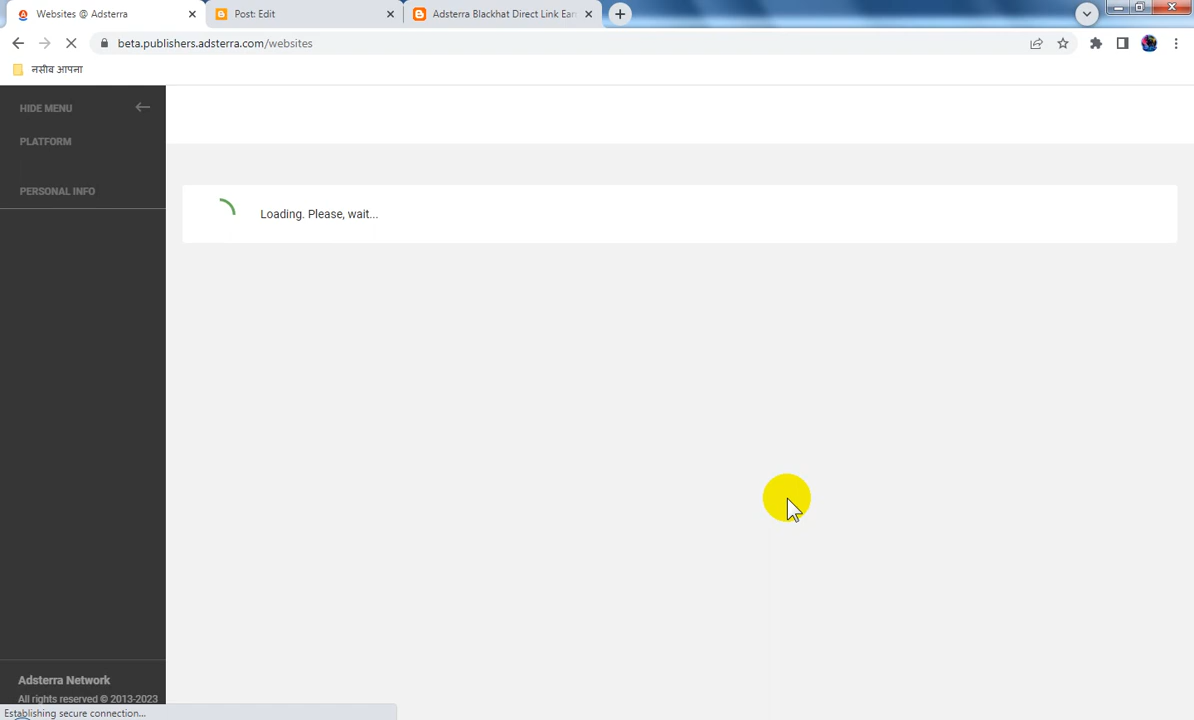 Websites @ Adsterra
Post: Edit
Adsterra Blackhat Direct Link Ear
beta.publishers.adsterra.com/websites
नसीब आपना
HIDE MENU
PLATFORM
PERSONAL INFO
Loading. Please, wait...
Adsterra Network
All rights reserved © 2013-2023
Establishing secure connection...